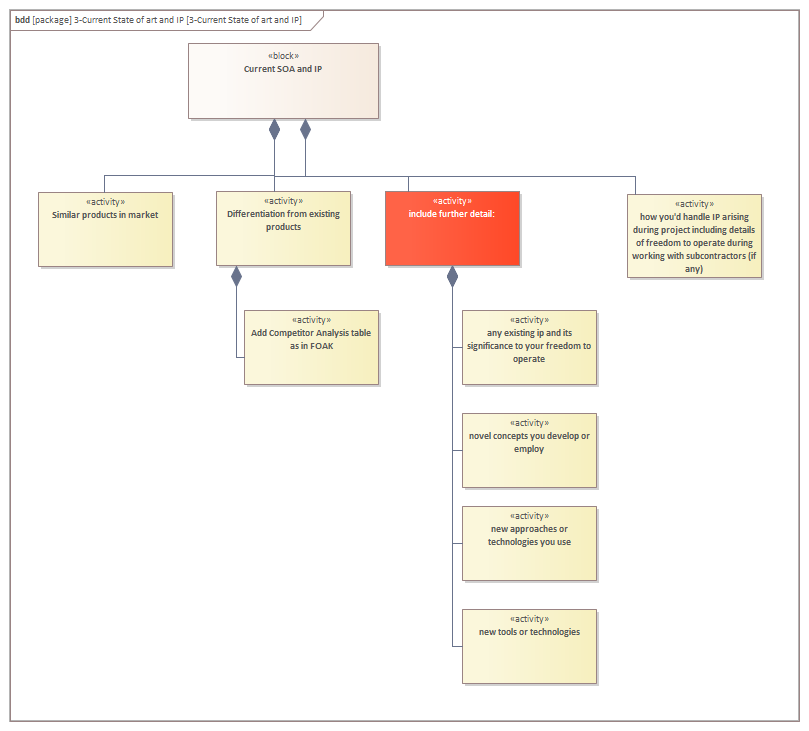 bdd [package] 3-Current State of art and IP [3-Current State of art and IP]
«block»
Current SOA and IP
«activity»
Similar products in market
«activity»
Differentiation from existing
products
«activity»
include further detail:
«activity»
how you'd handle IP arising
during project including details
of freedom to operate during
working with subcontractors (if
any)
«activity»
Add Competitor Analysis table
as in FOAK
«activity»
any existing ip and its
significance to your freedom to
operate
«activity»
novel concepts you develop or
employ
«activity»
new approaches or
technologies you use
«activity»
new tools or technologies